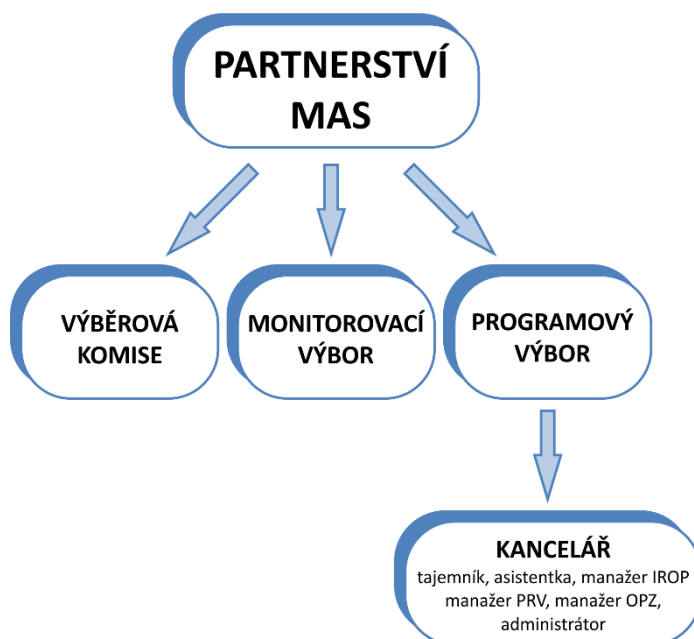 PARTNERSTVÍ
MAS
VÝBĚROVÁ
KOMISE
MONITOROVACÍ
VÝBOR
PROGRAMOVÝ
VÝBOR
KANCELÁŘ
tajemník, asistentka, manažer IROP
manažer PRV, manažer OPZ,
administrátor